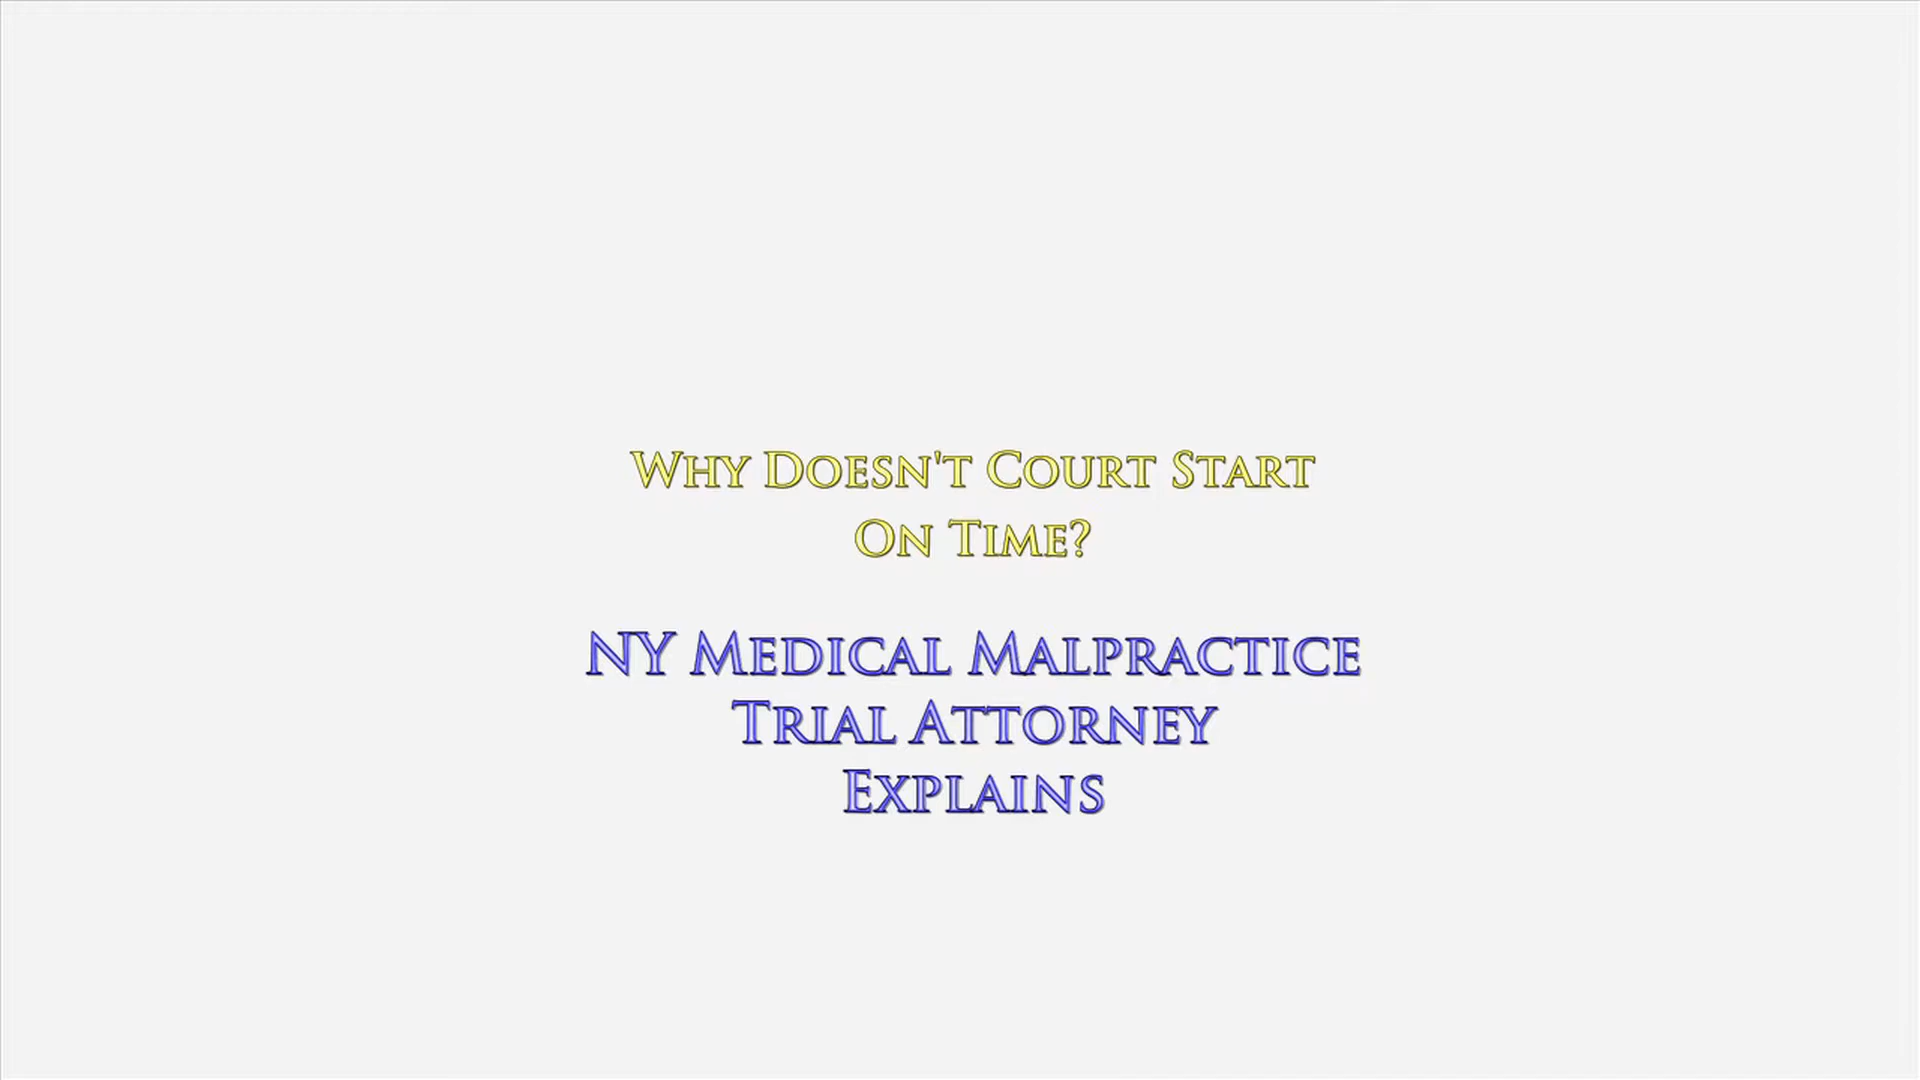 Why Doesn't Court Start
On Time?
NY Medical Malpractice
Trial Attorney
Explains